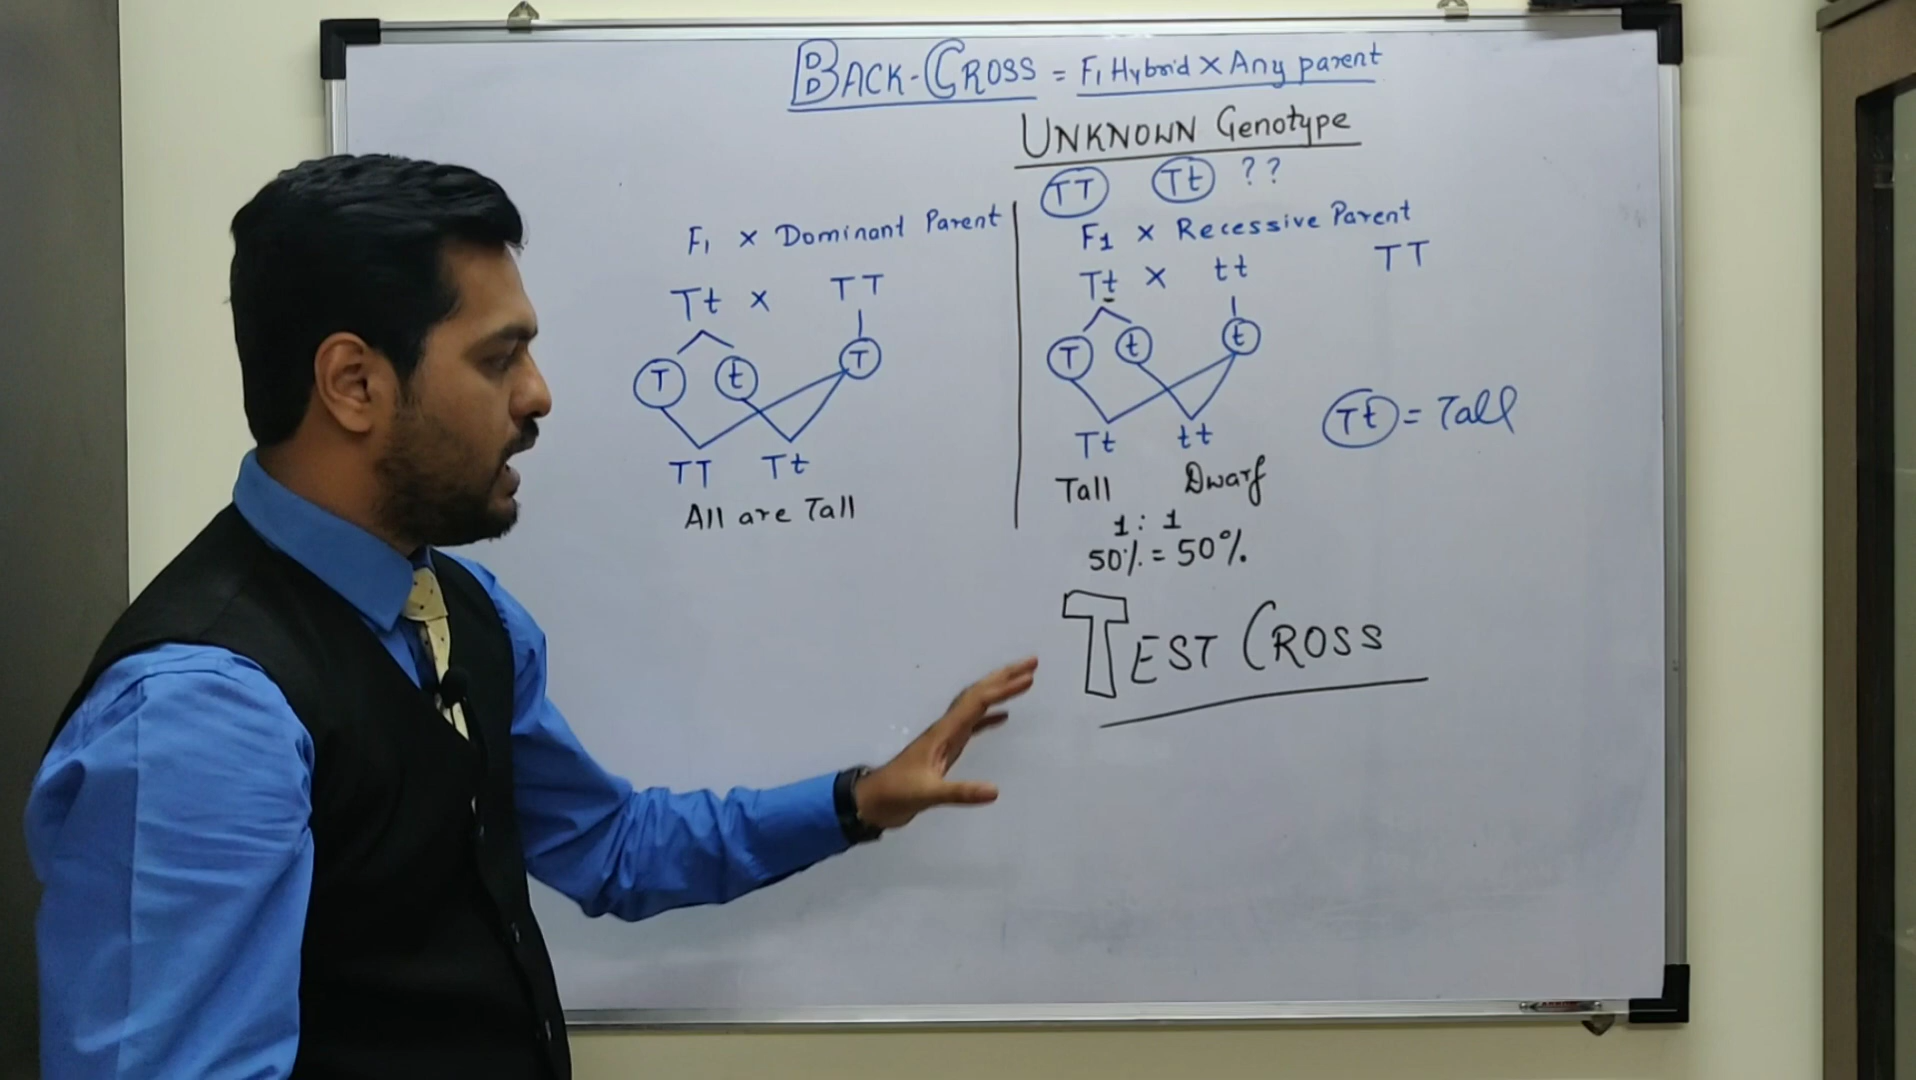 BACK-CROSS = F1 Hybrid X Any parent
UNKNOWN Genotype
TT Tt ??
F1 X Dominant Parent
Tt X TT
T t T
TT Tt
All are Tall
F1 X Recessive Parent
Tt X tt
TT
T t t
Tt tt
Tt = Tall
Tall Dwarf
1 : 1
50% = 50%
TEST CROSS